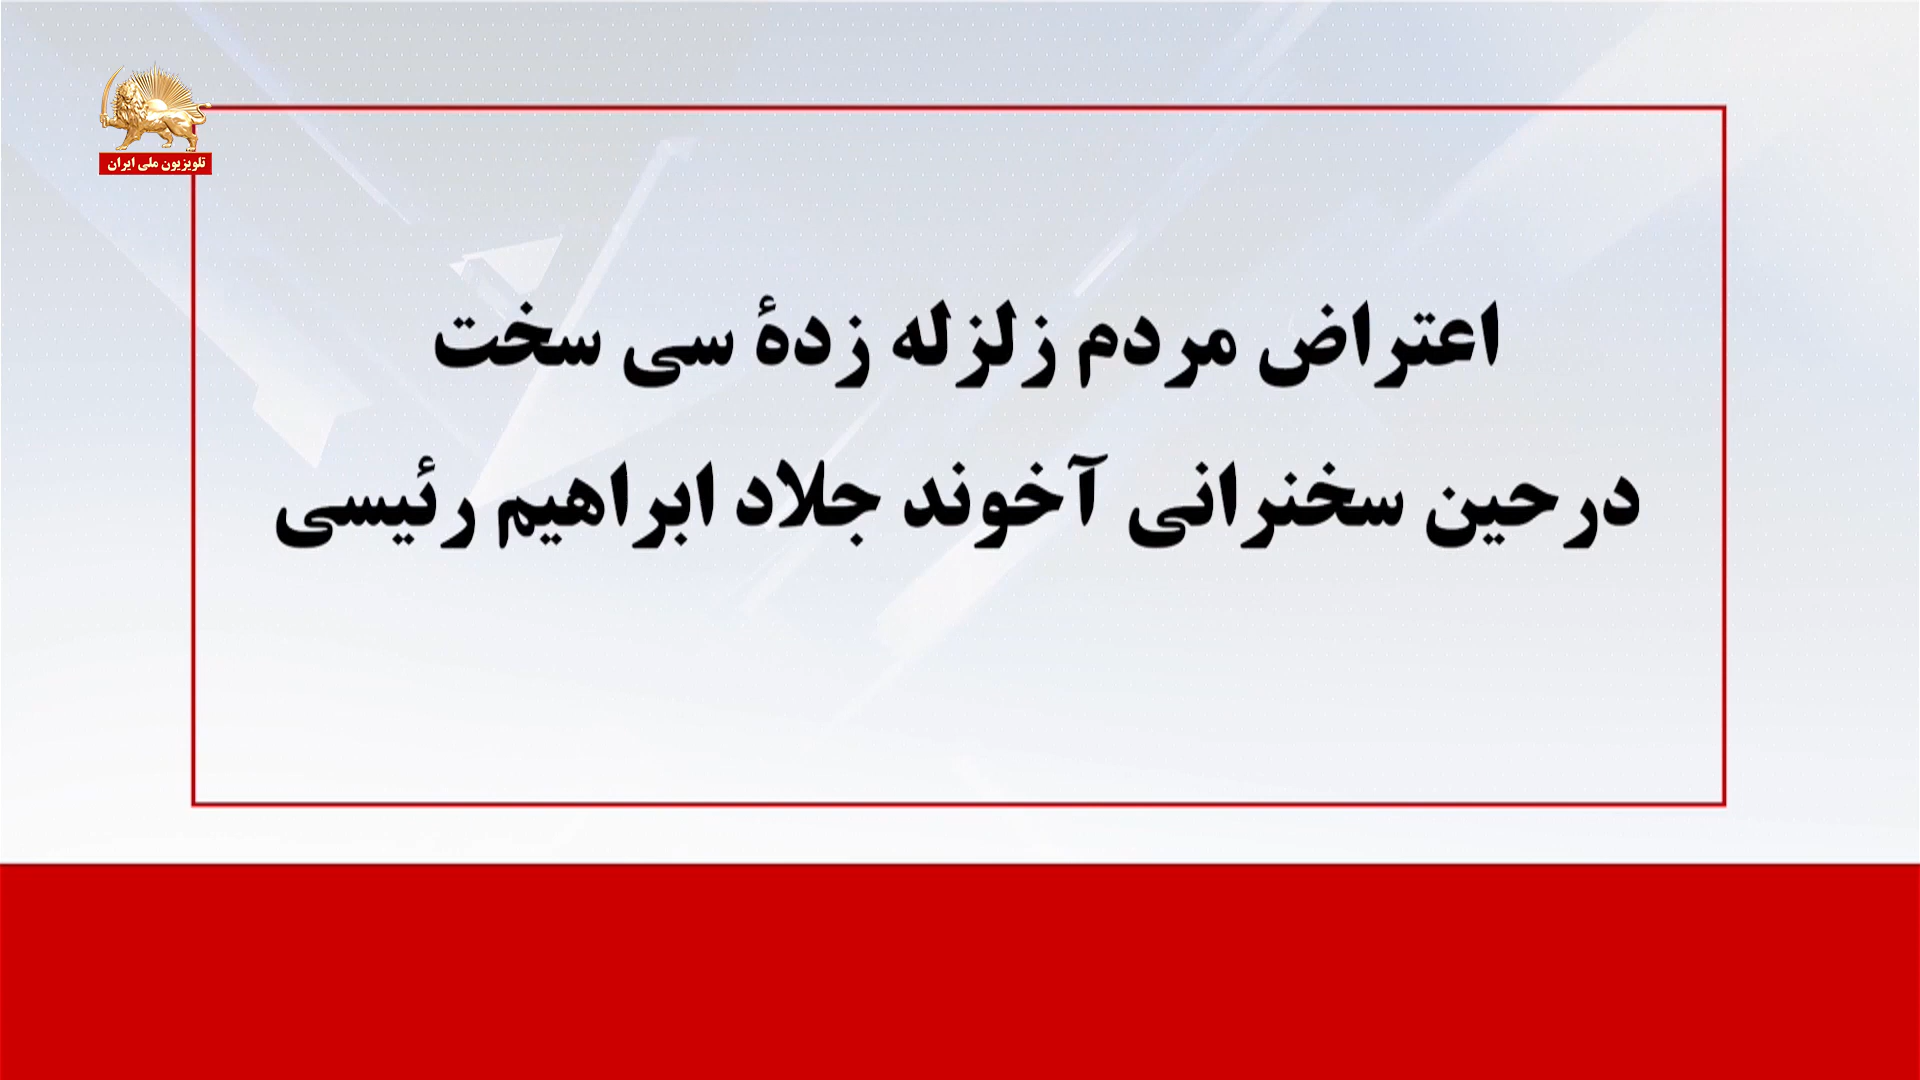 تلویزیون ملی ایران
اعتراض مردم زلزله زدهٔ سی سخت
درحین سخنرانی آخوند جلاد ابراهیم رئیسی